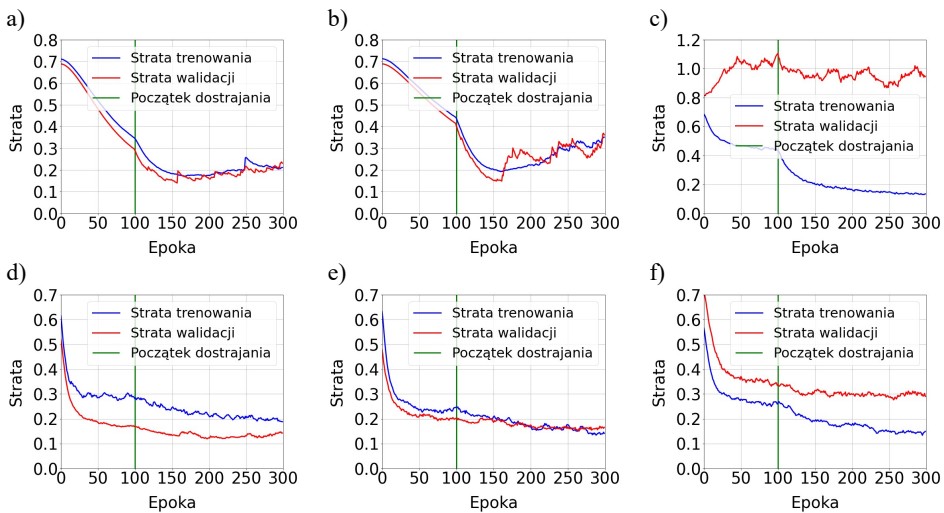 a)
0.8
0.7
0.6
0.5
0.4
0.3
0.2
0.1
0.0
Strata
Strata trenowania
Strata walidacji
Początek dostrajania
0 50 100 150 200 250 300
Epoka
b)
0.8
0.7
0.6
0.5
0.4
0.3
0.2
0.1
0.0
Strata
Strata trenowania
Strata walidacji
Początek dostrajania
0 50 100 150 200 250 300
Epoka
c)
1.2
1.0
0.8
0.6
0.4
0.2
0.0
Strata
Strata trenowania
Strata walidacji
Początek dostrajania
0 50 100 150 200 250 300
Epoka
d)
0.7
0.6
0.5
0.4
0.3
0.2
0.1
0.0
Strata
Strata trenowania
Strata walidacji
Początek dostrajania
0 50 100 150 200 250 300
Epoka
e)
0.7
0.6
0.5
0.4
0.3
0.2
0.1
0.0
Strata
Strata trenowania
Strata walidacji
Początek dostrajania
0 50 100 150 200 250 300
Epoka
f)
0.7
0.6
0.5
0.4
0.3
0.2
0.1
0.0
Strata
Strata trenowania
Strata walidacji
Początek dostrajania
0 50 100 150 200 250 300
Epoka